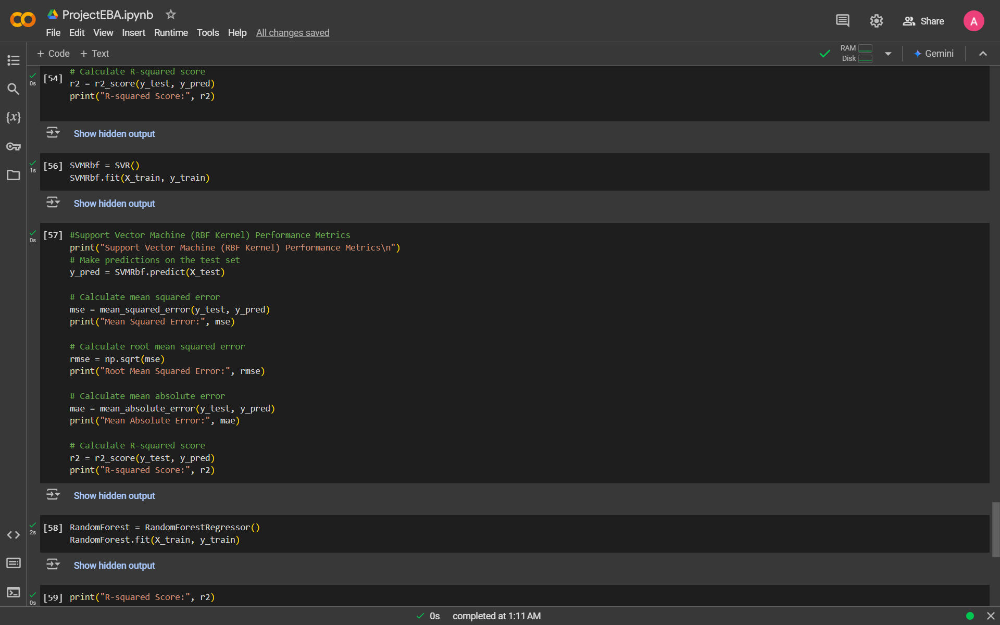 ProjectEBA.ipynb
File Edit View Insert Runtime Tools Help All changes saved
Share
A
+ Code + Text
RAM
Disk
Gemini
{x}
0s
[54]
# Calculate R-squared score
r2 = r2_score(y_test, y_pred)
print("R-squared Score:", r2)
Show hidden output
1s
[56]
SVMRbf = SVR()
SVMRbf.fit(X_train, y_train)
Show hidden output
0s
[57]
#Support Vector Machine (RBF Kernel) Performance Metrics
print("Support Vector Machine (RBF Kernel) Performance Metrics\n")
# Make predictions on the test set
y_pred = SVMRbf.predict(X_test)
# Calculate mean squared error
mse = mean_squared_error(y_test, y_pred)
print("Mean Squared Error:", mse)
# Calculate root mean squared error
rmse = np.sqrt(mse)
print("Root Mean Squared Error:", rmse)
# Calculate mean absolute error
mae = mean_absolute_error(y_test, y_pred)
print("Mean Absolute Error:", mae)
# Calculate R-squared score
r2 = r2_score(y_test, y_pred)
print("R-squared Score:", r2)
Show hidden output
2s
[58]
RandomForest = RandomForestRegressor()
RandomForest.fit(X_train, y_train)
Show hidden output
0s
[59]
print("R-squared Score:", r2)
0s completed at 1:11 AM